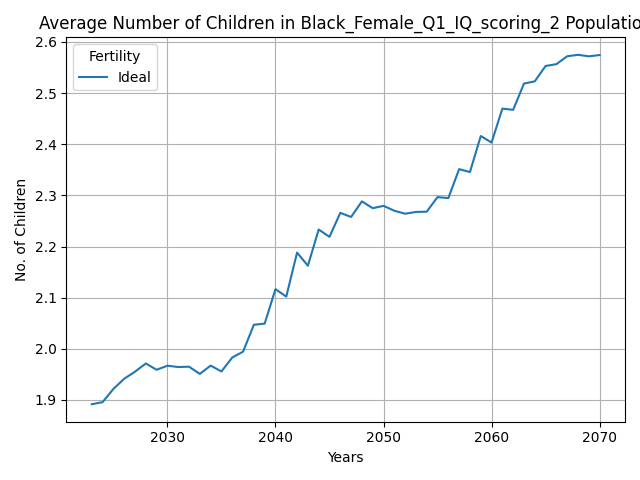 Average Number of Children in Black_Female_Q1_IQ_scoring_2 Populatio
2.6
2.5
2.4
2.3
2.2
2.1
2.0
1.9
No. of Children
Fertility
Ideal
2030 2040 2050 2060 2070
Years